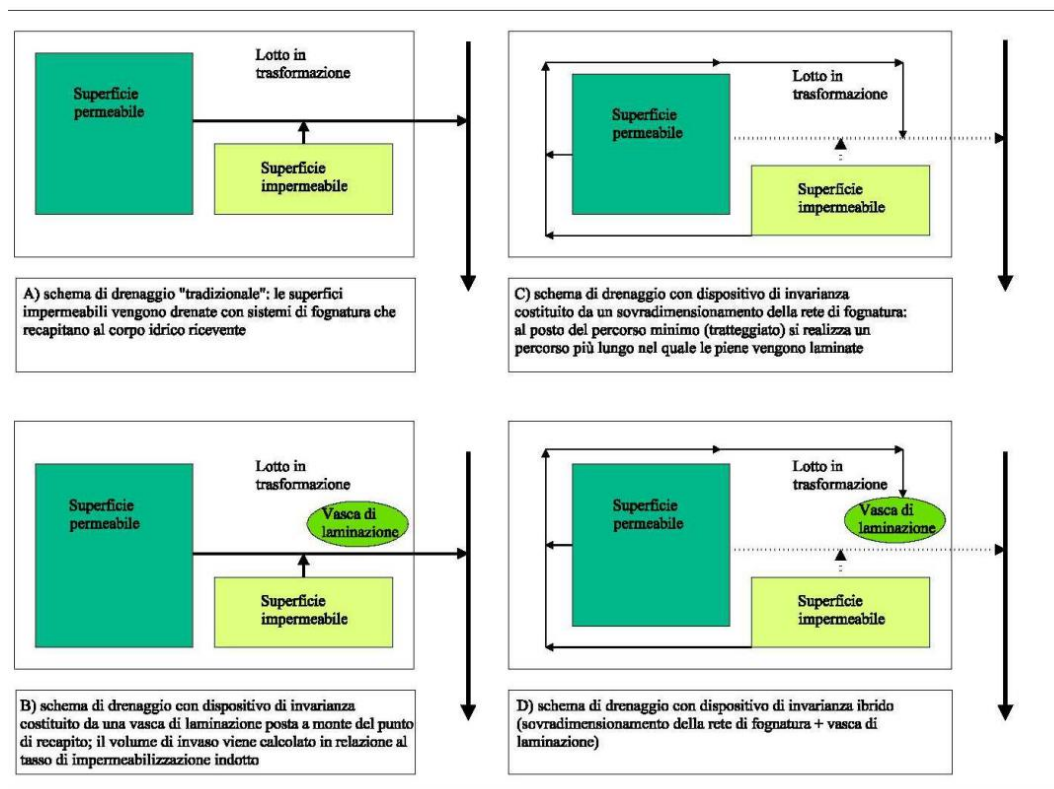 Superficie
permeabile
Lotto in
trasformazione
Superficie
impermeabile
A) schema di drenaggio "tradizionale": le superfici
impermeabili vengono drenate con sistemi di fognatura che
recapitano al corpo idrico ricevente
Superficie
permeabile
Lotto in
trasformazione
Superficie
impermeabile
C) schema di drenaggio con dispositivo di invarianza
costituito da un sovradimensionamento della rete di fognatura:
al posto del percorso minimo (tratteggiato) si realizza un
percorso più lungo nel quale le piene vengono laminate
Superficie
permeabile
Lotto in
trasformazione
Vasca di
laminazione
Superficie
impermeabile
B) schema di drenaggio con dispositivo di invarianza
costituito da una vasca di laminazione posta a monte del punto
di recapito; il volume di invaso viene calcolato in relazione al
tasso di impermeabilizzazione indotto
Superficie
permeabile
Lotto in
trasformazione
Vasca di
laminazione
Superficie
impermeabile
D) schema di drenaggio con dispositivo di invarianza ibrido
(sovradimensionamento della rete di fognatura + vasca di
laminazione)